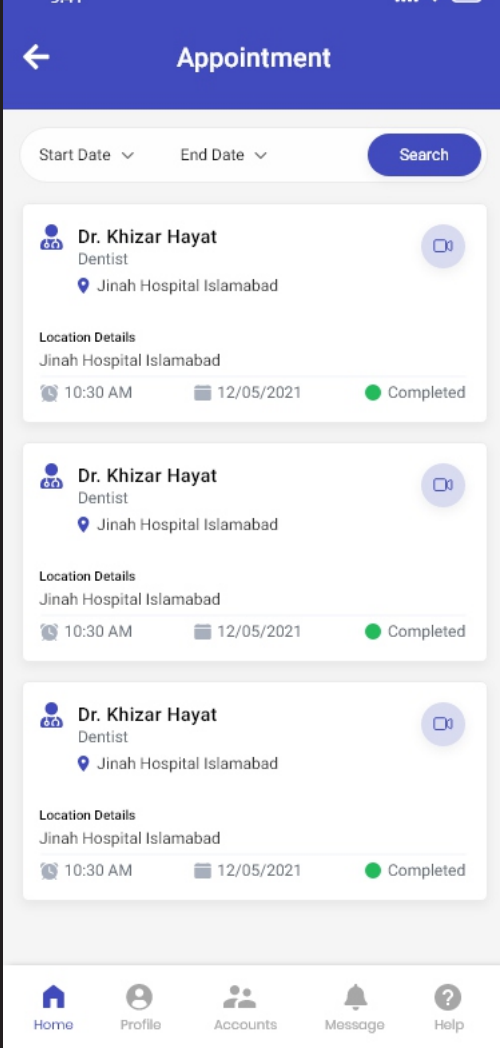 Appointment
Start Date End Date Search
Dr. Khizar Hayat
Dentist
Jinah Hospital Islamabad
Location Details
Jinah Hospital Islamabad
10:30 AM 12/05/2021 Completed
Dr. Khizar Hayat
Dentist
Jinah Hospital Islamabad
Location Details
Jinah Hospital Islamabad
10:30 AM 12/05/2021 Completed
Dr. Khizar Hayat
Dentist
Jinah Hospital Islamabad
Location Details
Jinah Hospital Islamabad
10:30 AM 12/05/2021 Completed
Home Profile Accounts Message Help